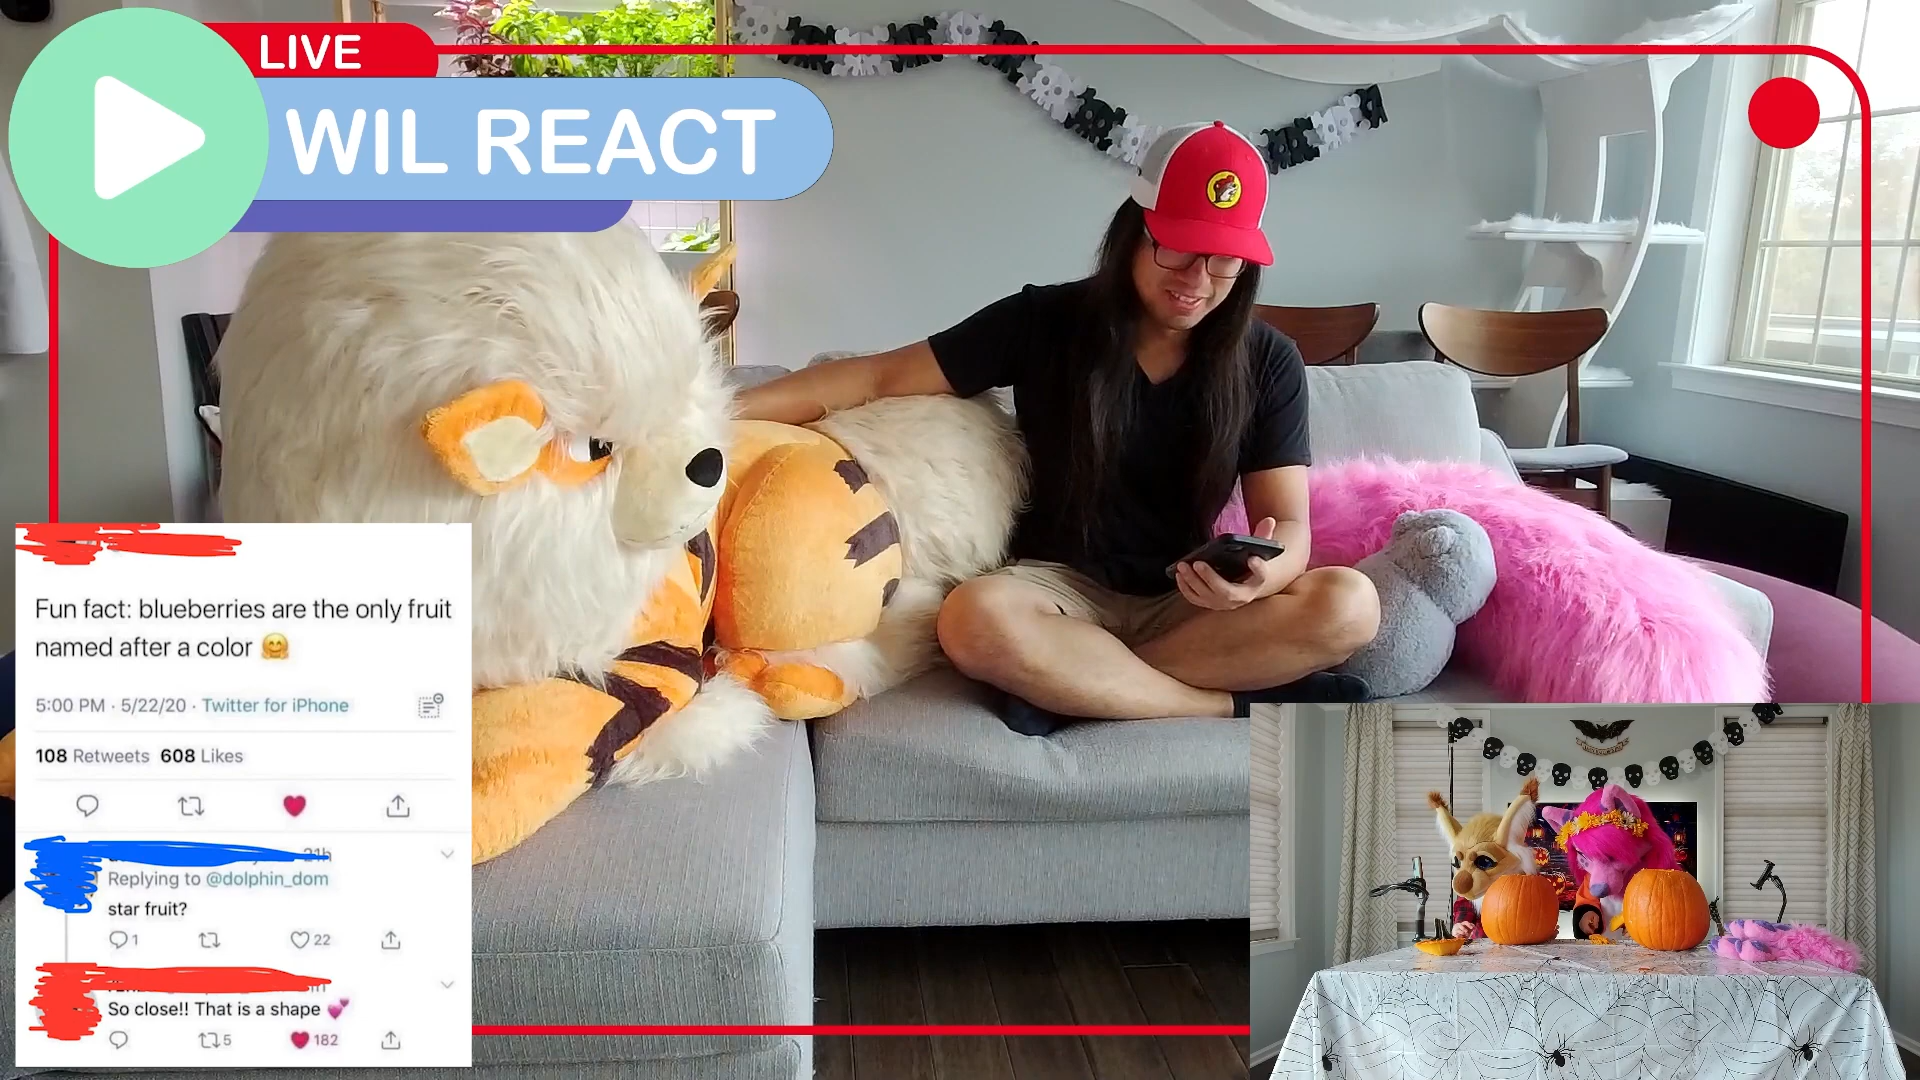 LIVE
WIL REACT
Fun fact: blueberries are the only fruit
named after a color 🤗
5:00 PM · 5/22/20 · Twitter for iPhone
108 Retweets 608 Likes
Replying to @dolphin_dom
star fruit?
1 22
So close!! That is a shape 💕
5 182